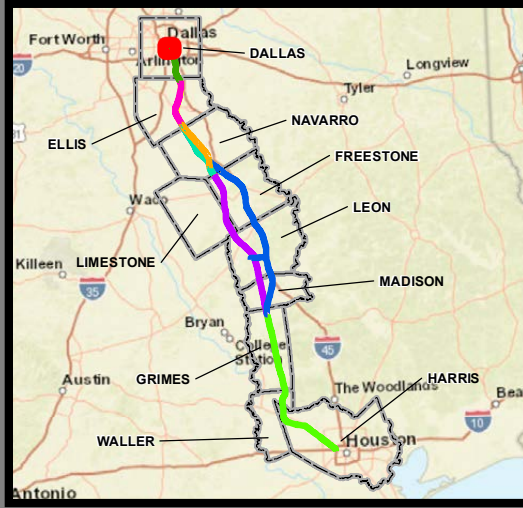 Dallas
Fort Worth
DALLAS
Arlington
Longview
20
Tyler
NAVARRO
ELLIS
FREESTONE
Waco
LEON
LIMESTONE
Killeen
MADISON
35
Bryan
College
Station
45
GRIMES
Austin
The Woodlands
HARRIS
Bea
10
WALLER
Houston
Antonio